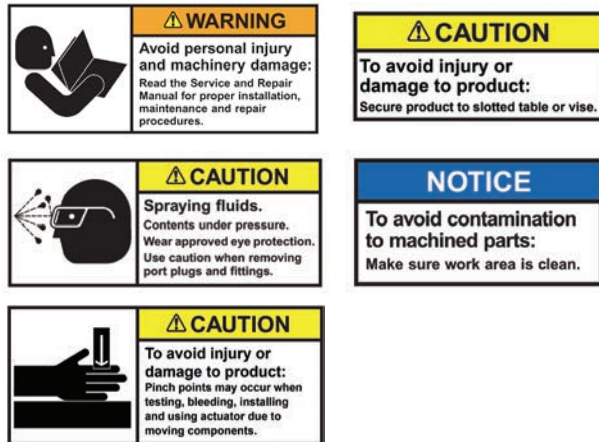 ⚠ WARNING
Avoid personal injury
and machinery damage:
Read the Service and Repair
Manual for proper installation,
maintenance and repair
procedures.
⚠ CAUTION
To avoid injury or
damage to product:
Secure product to slotted table or vise.
⚠ CAUTION
Spraying fluids.
Contents under pressure.
Wear approved eye protection.
Use caution when removing
port plugs and fittings.
NOTICE
To avoid contamination
to machined parts:
Make sure work area is clean.
⚠ CAUTION
To avoid injury or
damage to product:
Pinch points may occur when
testing, bleeding, installing
and using actuator due to
moving components.